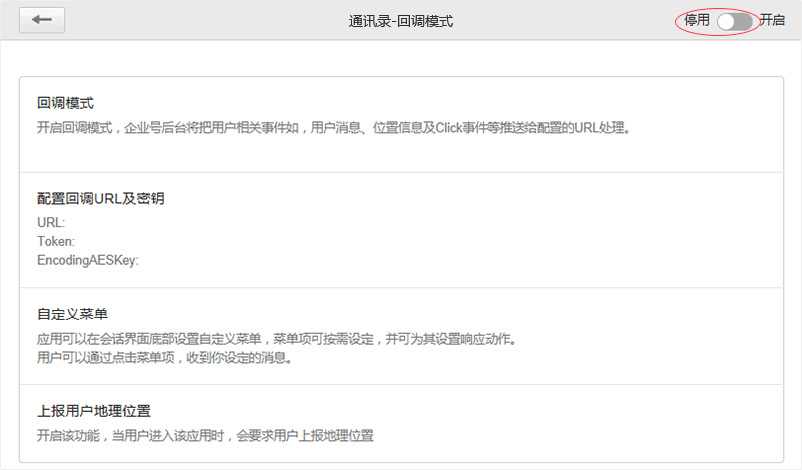 通讯录-回调模式
停用 开启
回调模式
开启回调模式，企业号后台将把用户相关事件如，用户消息、位置信息及Click事件等推送给配置的URL处理。
配置回调URL及密钥
URL:
Token:
EncodingAESKey:
自定义菜单
应用可以在会话界面底部设置自定义菜单，菜单项可按需设定，并可为其设置响应动作。
用户可以通过点击菜单项，收到你设定的消息。
上报用户地理位置
开启该功能，当用户进入该应用时，会要求用户上报地理位置